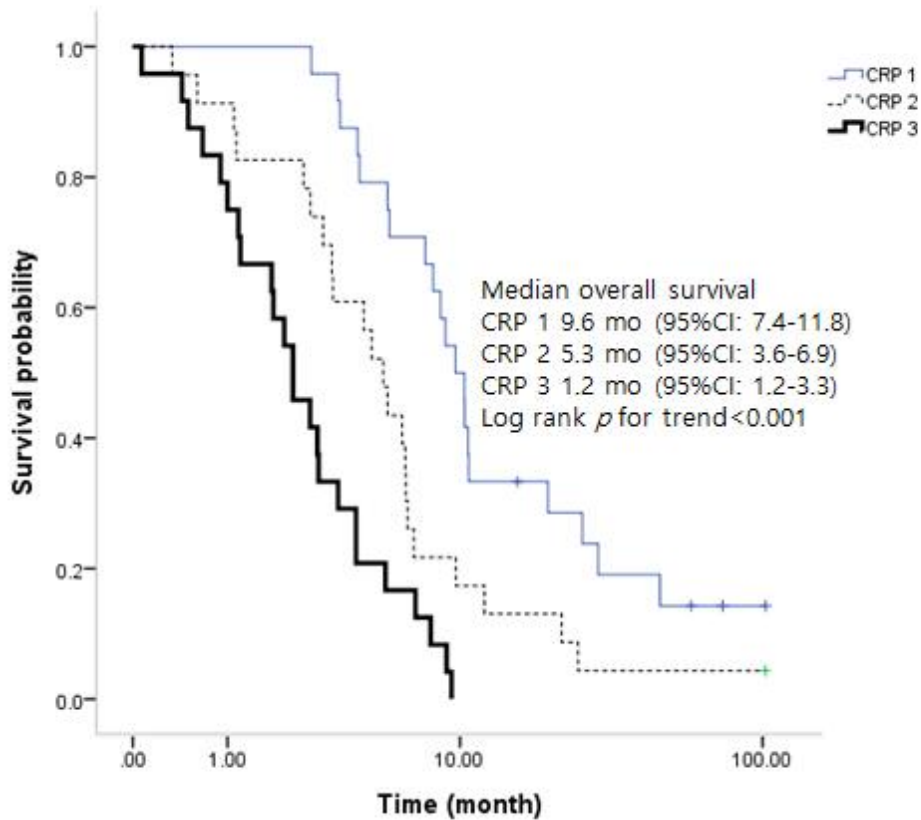 1.0
0.8
0.6
0.4
0.2
0.0
Survival probability
CRP 1
CRP 2
CRP 3
Median overall survival
CRP 1 9.6 mo (95%CI: 7.4-11.8)
CRP 2 5.3 mo (95%CI: 3.6-6.9)
CRP 3 1.2 mo (95%CI: 1.2-3.3)
Log rank p for trend<0.001
.00 1.00 10.00 100.00
Time (month)